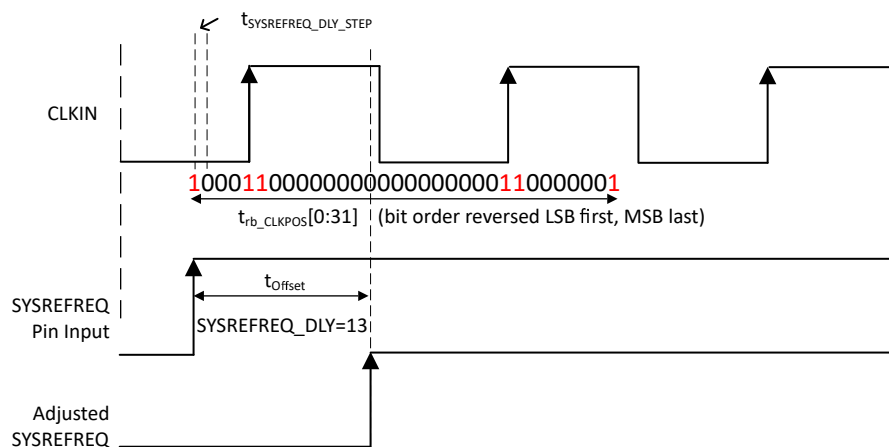 tSYSREFREQ_DLY_STEP
CLKIN
10001100000000000000000110000001
trb_CLKPOS[0:31] (bit order reversed LSB first, MSB last)
tOffset
SYSREFREQ
Pin Input
SYSREFREQ_DLY=13
Adjusted
SYSREFREQ